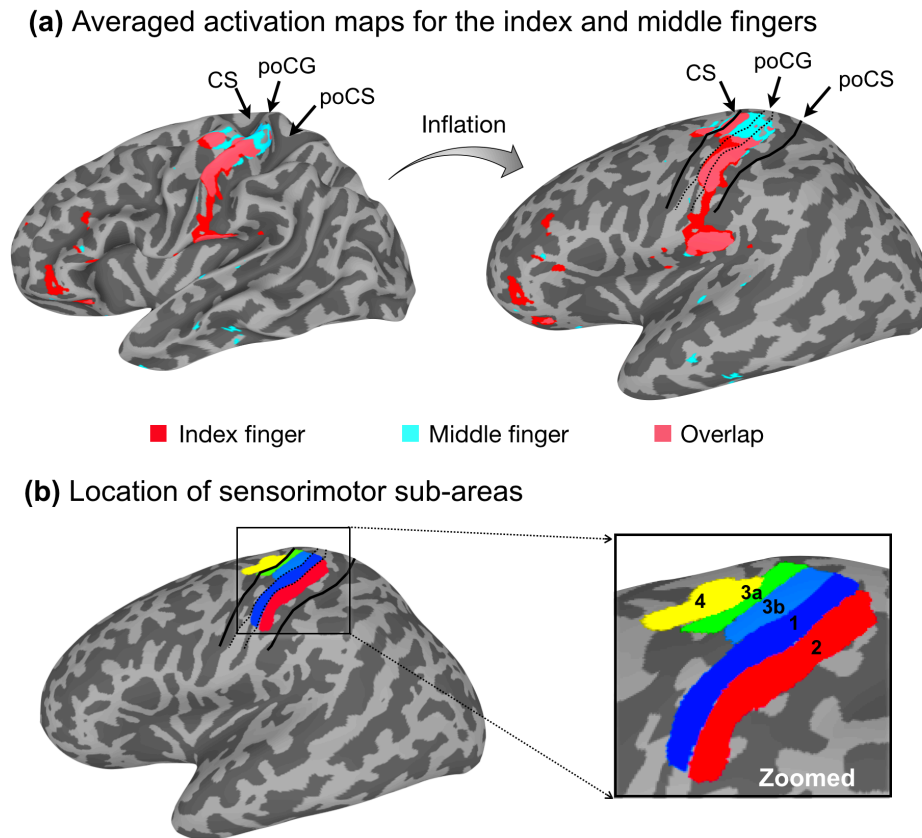 (a) Averaged activation maps for the index and middle fingers
CS
poCG
poCS
Inflation
CS
poCG
poCS
Index finger
Middle finger
Overlap
(b) Location of sensorimotor sub-areas
4
3a
3b
1
2
Zoomed